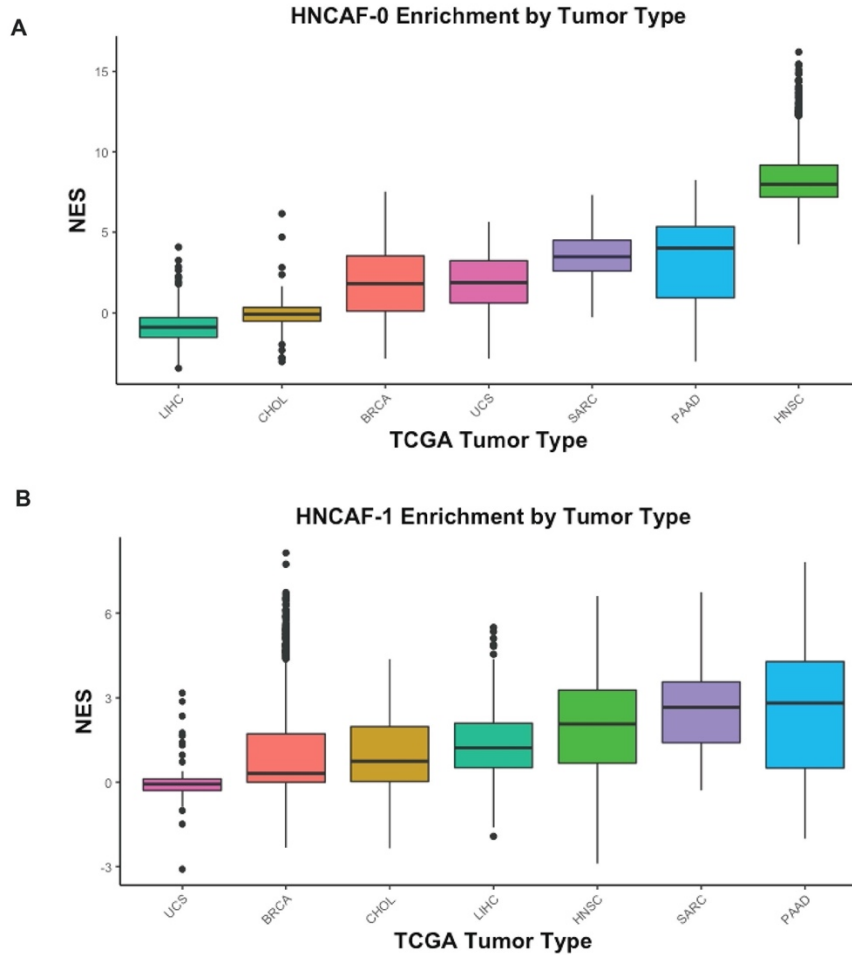 A
HNCAF-0 Enrichment by Tumor Type
NES
15
10
5
0
LIHC
CHOL
BRCA
UCS
SARC
PAAD
HNSC
TCGA Tumor Type
B
HNCAF-1 Enrichment by Tumor Type
NES
6
3
0
-3
UCS
BRCA
CHOL
LIHC
HNSC
SARC
PAAD
TCGA Tumor Type